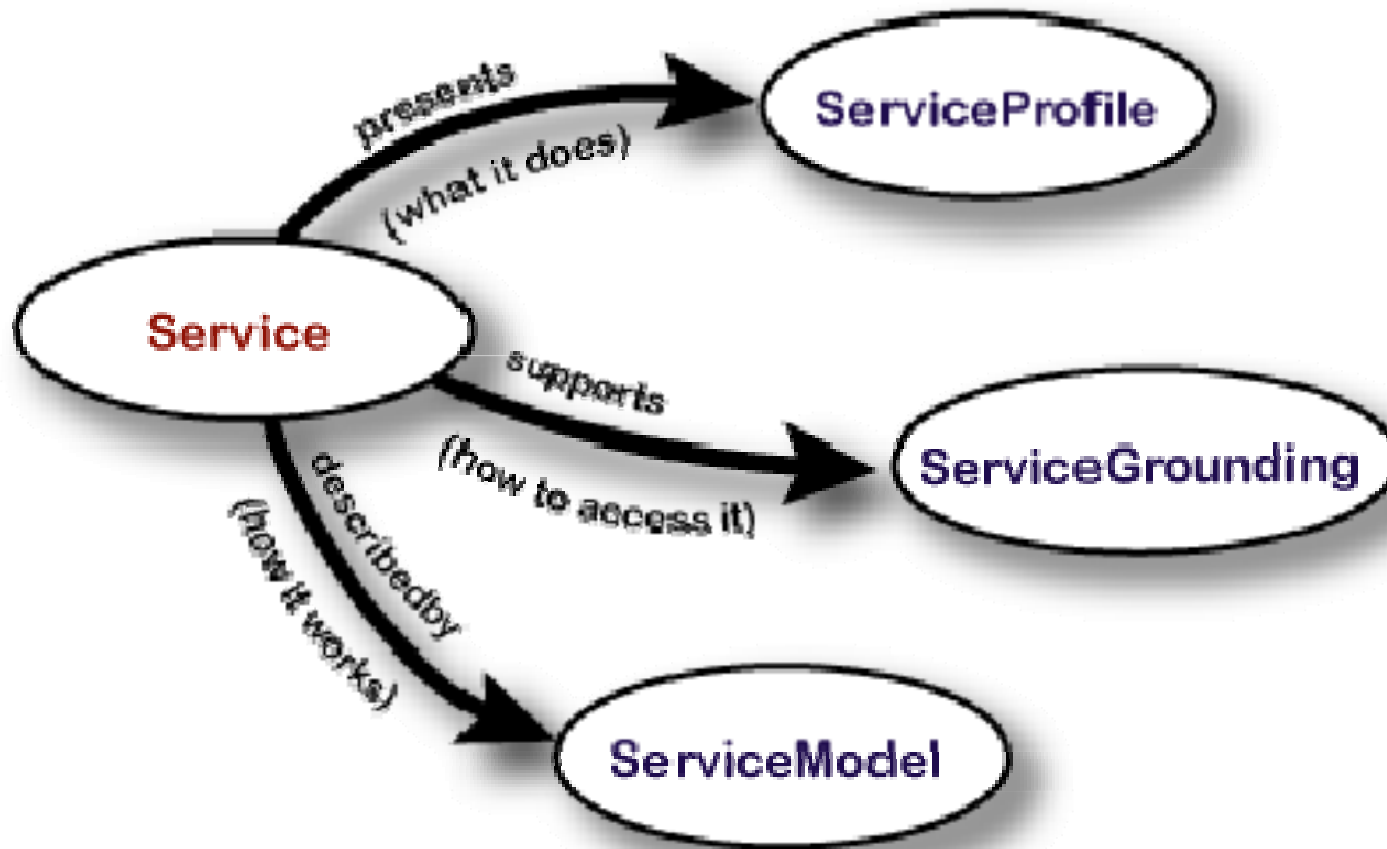 presents
(what it does)
ServiceProfile
Service
supports
(how to access it)
ServiceGrounding
describedby
(how it works)
ServiceModel